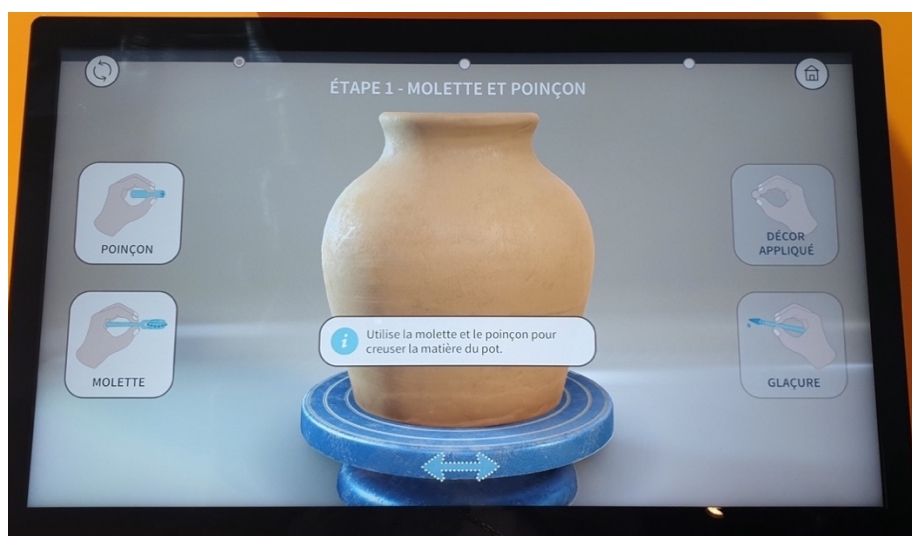 ÉTAPE 1 - MOLETTE ET POINÇON
POINÇON
DÉCOR
APPLIQUÉ
Utilise la molette et le poinçon pour
creuser la matière du pot.
MOLETTE
GLAÇURE